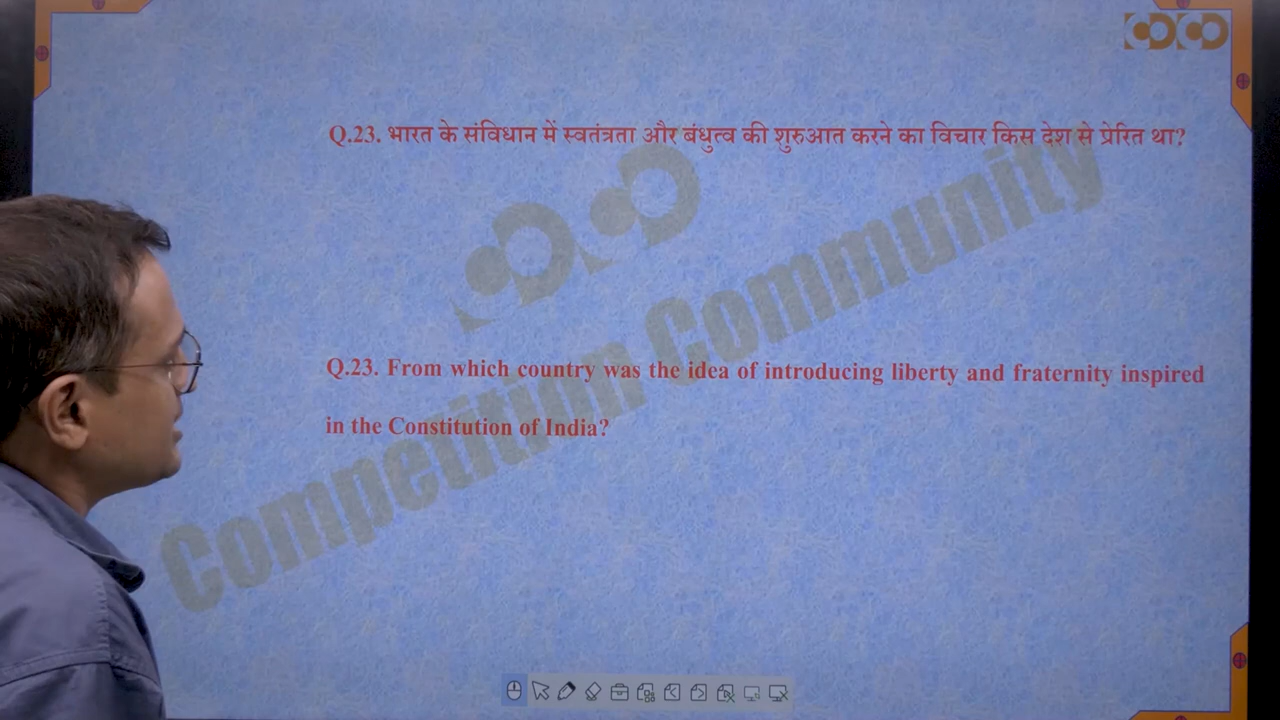 Q.23. भारत के संविधान में स्वतंत्रता और बंधुत्व की शुरुआत करने का विचार किस देश से प्रेरित था?
Competition Community
Q.23. From which country was the idea of introducing liberty and fraternity inspired
in the Constitution of India?